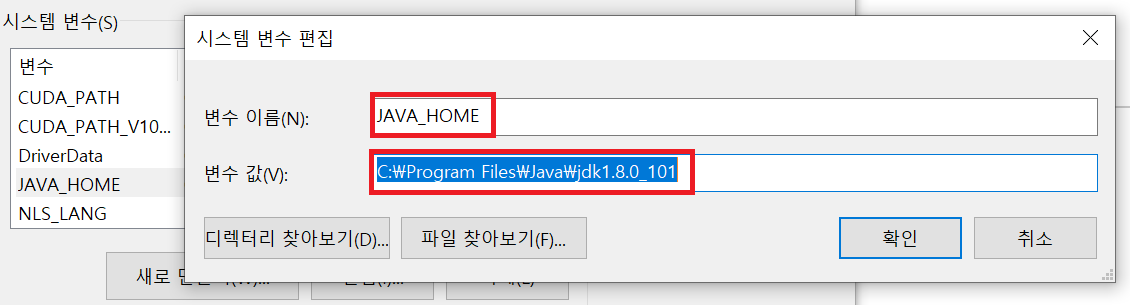 시스템 변수(S)
변수
CUDA_PATH
CUDA_PATH_V10...
DriverData
JAVA_HOME
NLS_LANG
시스템 변수 편집
변수 이름(N):
JAVA_HOME
변수 값(V):
C:₩Program Files₩Java₩jdk1.8.0_101
디렉터리 찾아보기(D)...
파일 찾아보기(F)...
확인
취소
새로